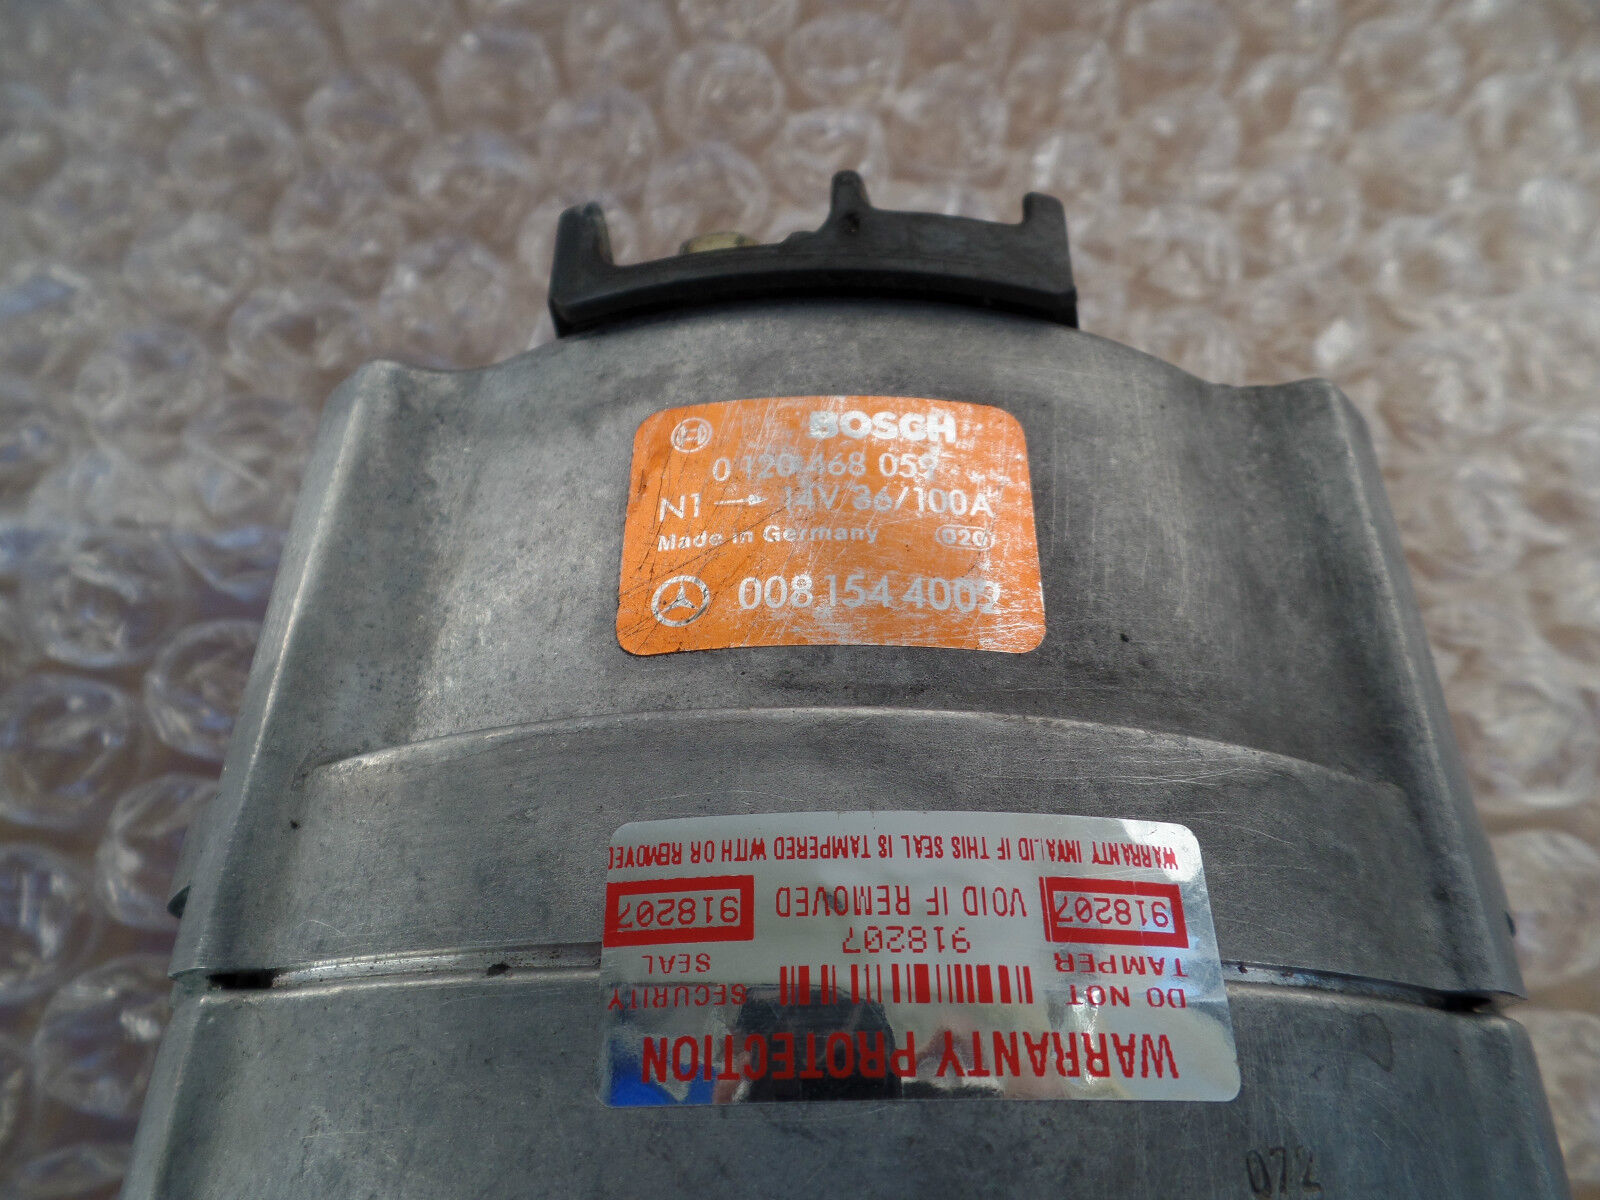 BOSCH
0 120 468 059
N1 → 14V 36/100A
Made in Germany 020
008 154 4002
WARRANTY PROTECTION
DO NOT SECURITY
TAMPER SEAL
918207
918207 VOID IF REMOVED 918207
WARRANTY INVALID IF THIS SEAL IS TAMPERED WITH OR REMOVED
072